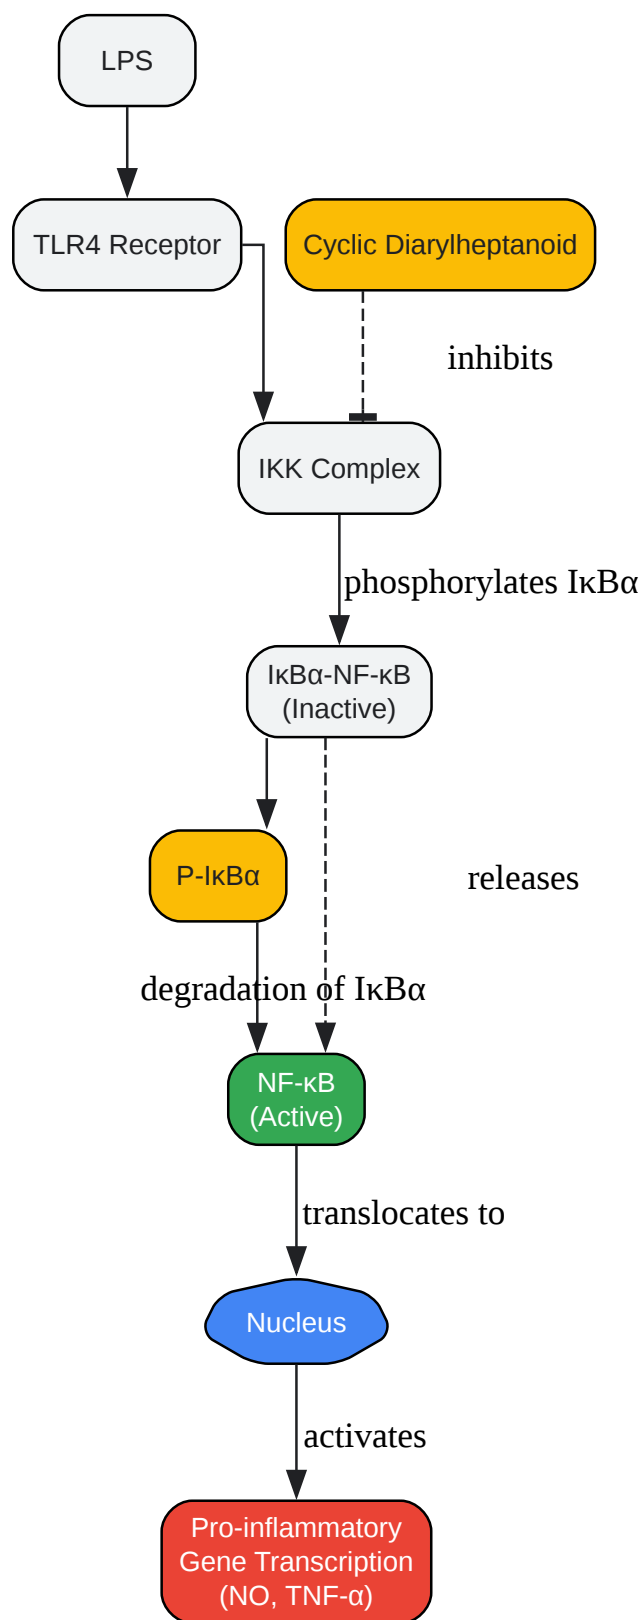 LPS
TLR4 Receptor
Cyclic Diarylheptanoid
inhibits
IKK Complex
phosphorylates IκBα
IκBα-NF-κB
(Inactive)
P-IκBα
releases
degradation of IκBα
NF-κB
(Active)
translocates to
Nucleus
activates
Pro-inflammatory
Gene Transcription
(NO, TNF-α)